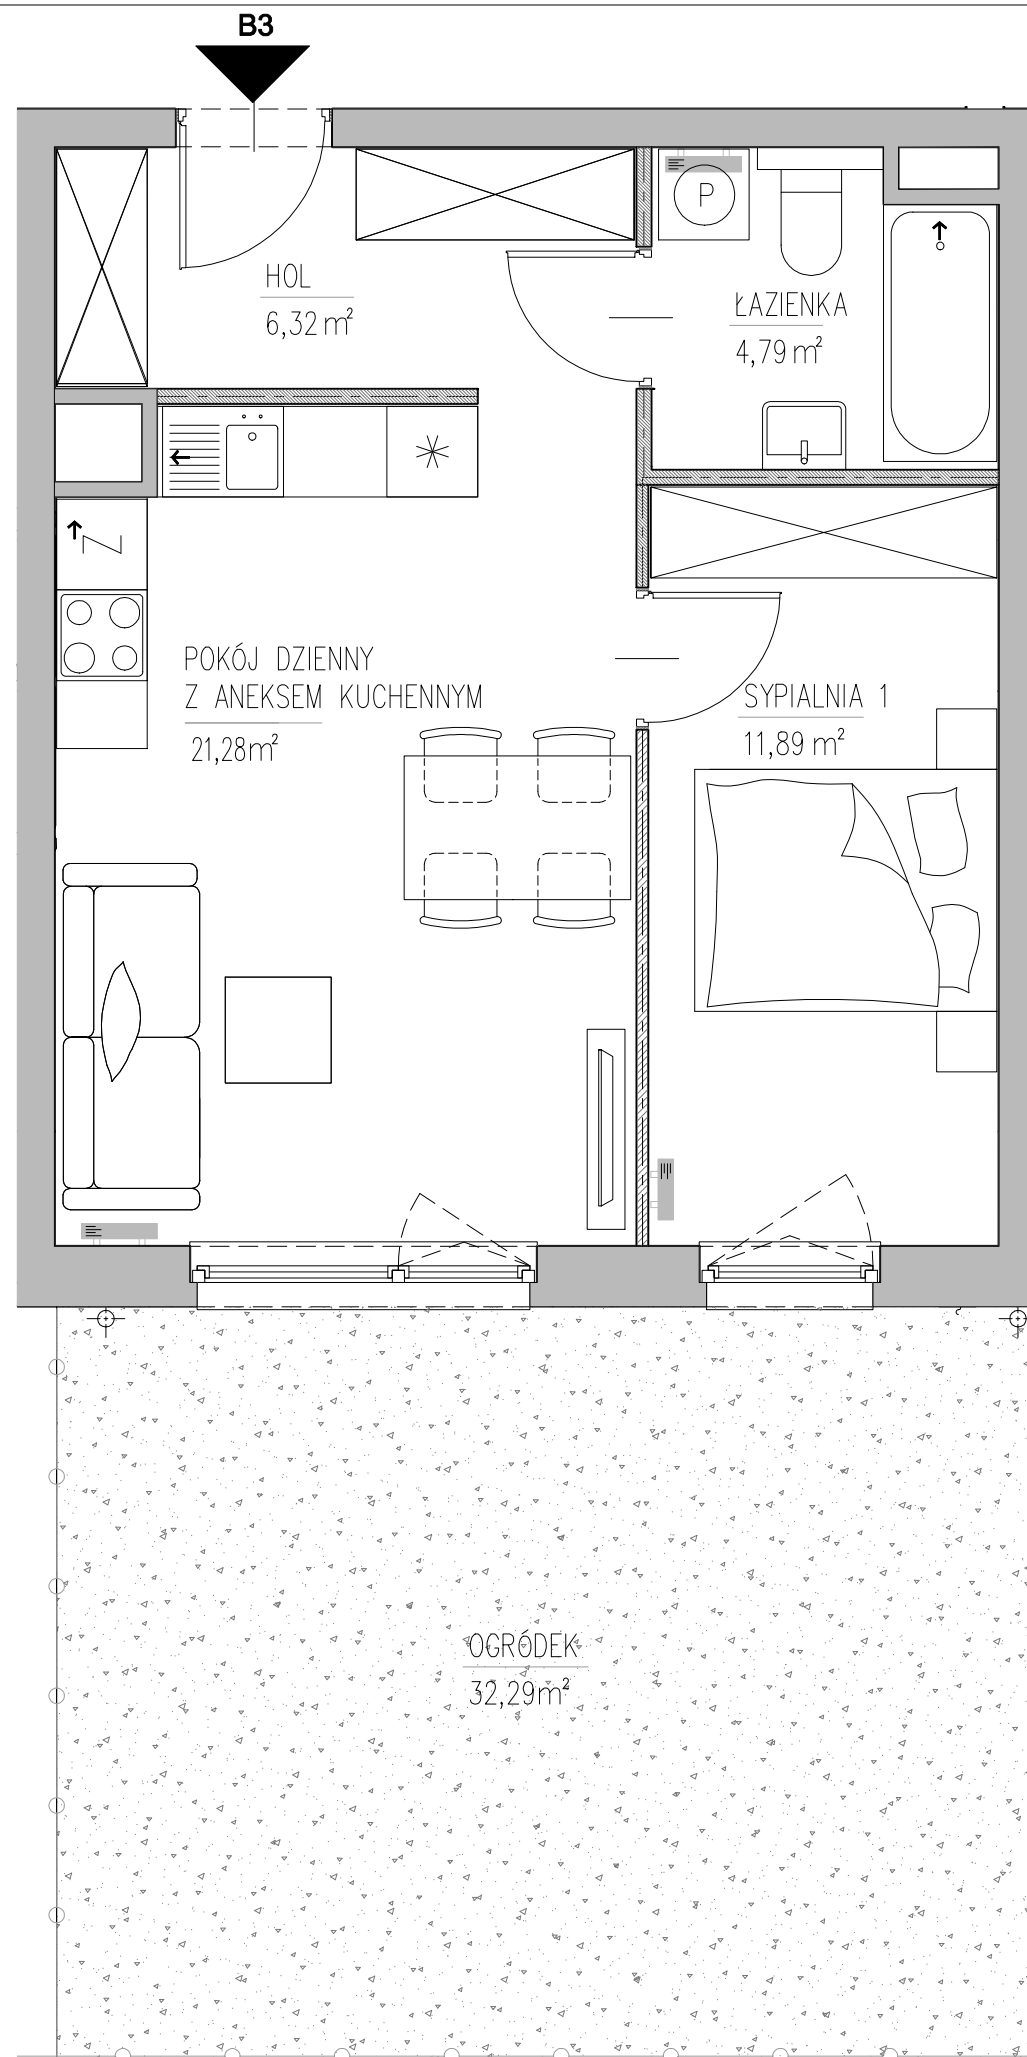 B3
P
HOL
6,32 m²
ŁAZIENKA
4,79 m²
Z
POKÓJ DZIENNY
Z ANEKSEM KUCHENNYM
21,28m²
SYPIALNIA 1
11,89 m²
OGRÓDEK
32,29m²